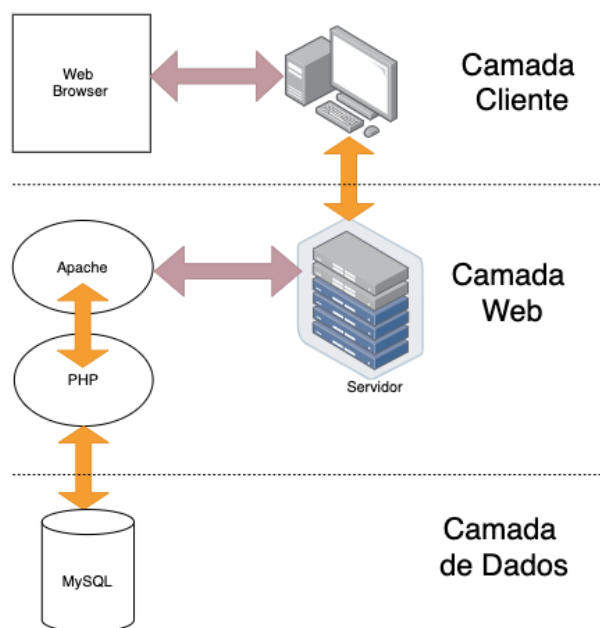 Web
Browser
Camada
Cliente
Apache
PHP
Servidor
Camada
Web
MySQL
Camada
de Dados